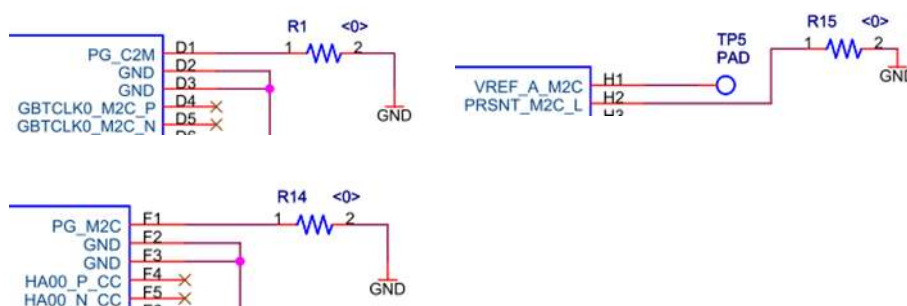 R1 <0>
PG_C2M D1 1 2
GND D2
GND D3
GBTCLK0_M2C_P D4
GBTCLK0_M2C_N D5
D6
GND
R15 <0>
TP5
PAD
1 2
VREF_A_M2C H1
PRSNT_M2C_L H2
H3
GND
R14 <0>
PG_M2C F1 1 2
GND F2
GND F3
HA00_P_CC F4
HA00_N_CC F5
GND